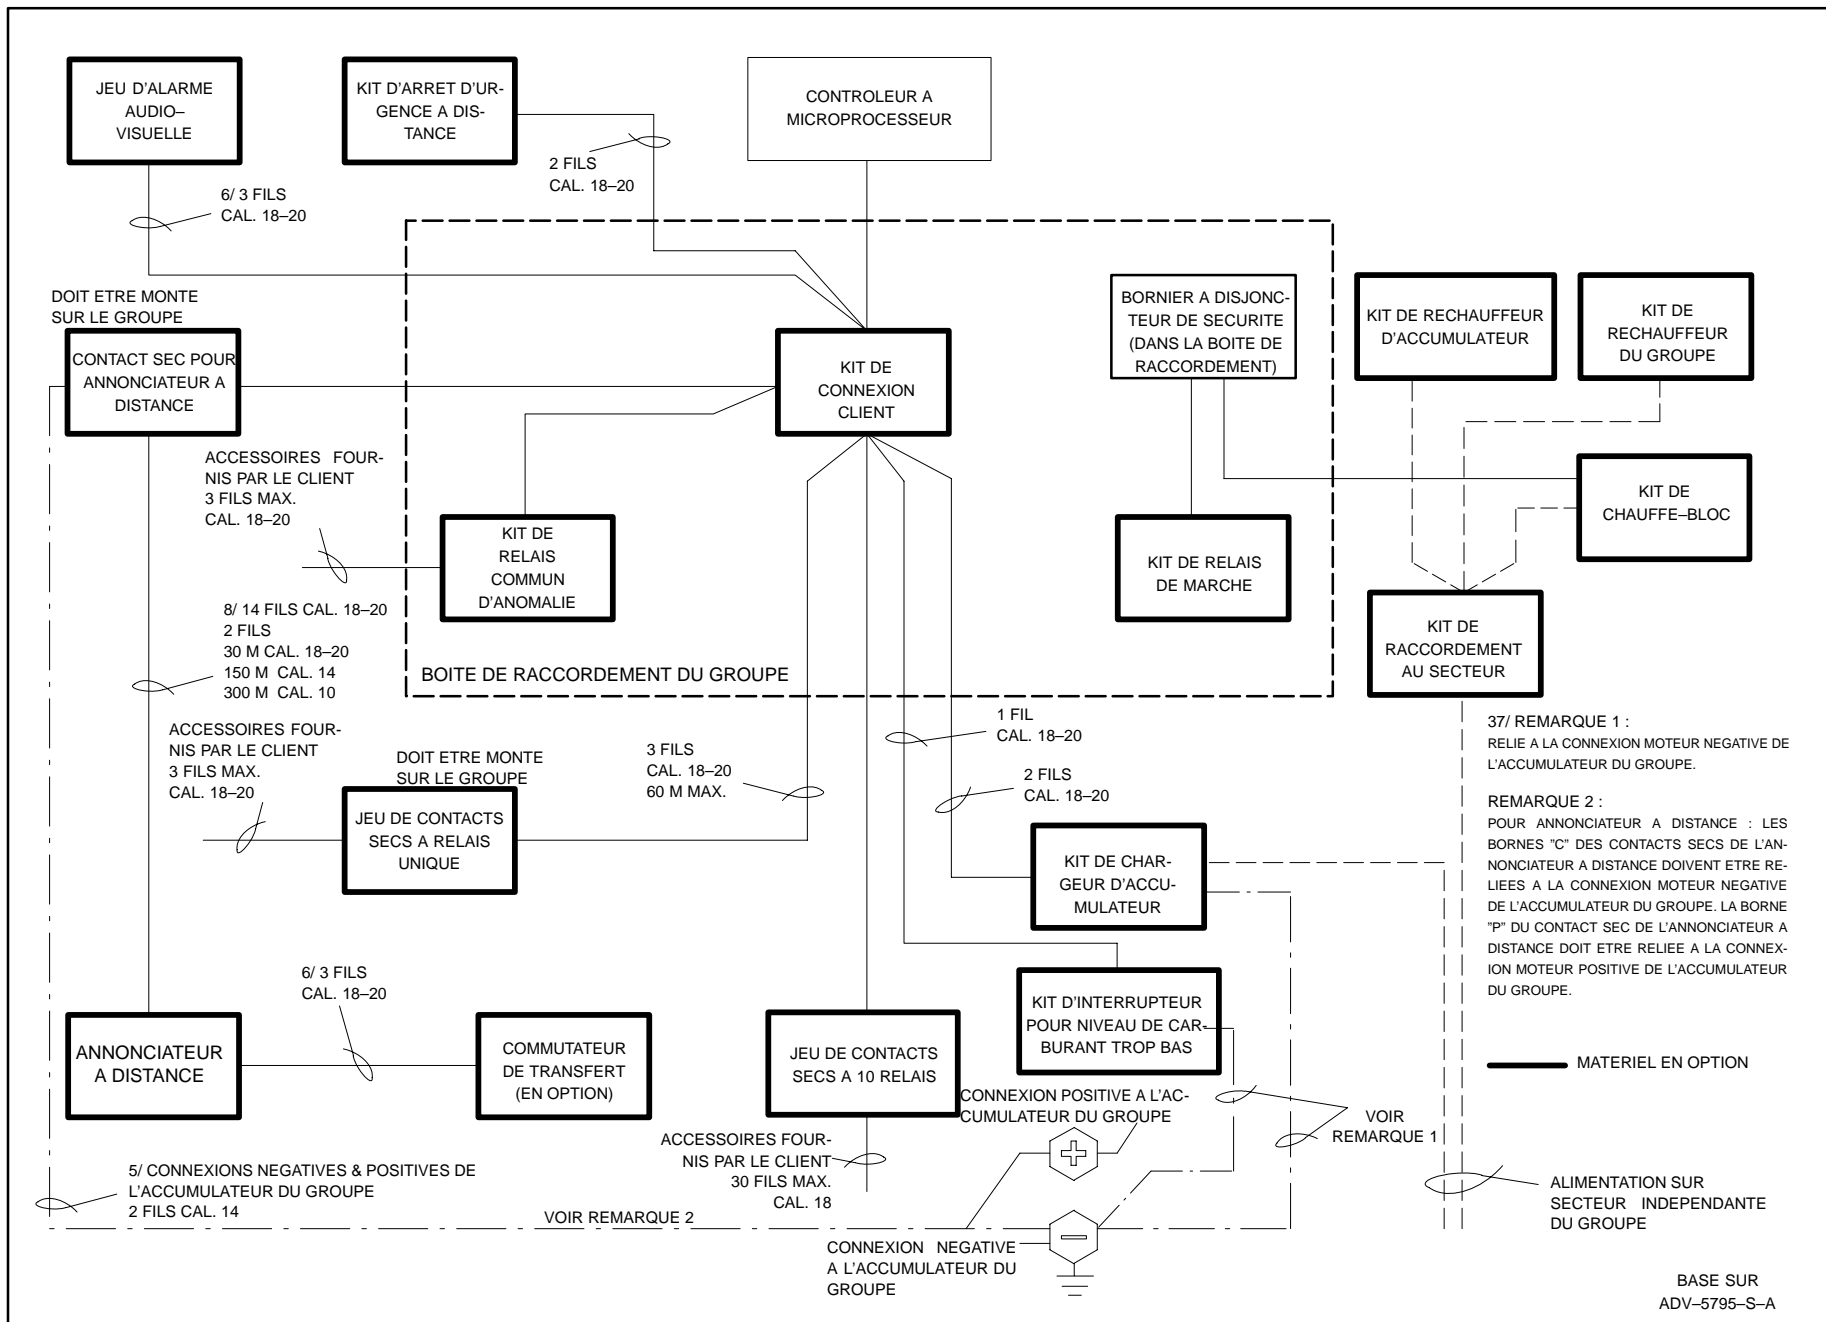 JEU D'ALARME
AUDIO–
VISUELLE
KIT D'ARRET D'UR-
GENCE A DIS-
TANCE
CONTROLEUR A
MICROPROCESSEUR
2 FILS
CAL. 18–20
6/ 3 FILS
CAL. 18–20
DOIT ETRE MONTE
SUR LE GROUPE
CONTACT SEC POUR
ANNONCIATEUR A
DISTANCE
KIT DE
CONNEXION
CLIENT
BORNIER A DISJONC-
TEUR DE SECURITE
(DANS LA BOITE DE
RACCORDEMENT)
KIT DE RECHAUFFEUR
D'ACCUMULATEUR
KIT DE
RECHAUFFEUR
DU GROUPE
ACCESSOIRES FOUR-
NIS PAR LE CLIENT
3 FILS MAX.
CAL. 18–20
KIT DE
RELAIS
COMMUN
D'ANOMALIE
KIT DE RELAIS
DE MARCHE
KIT DE
CHAUFFE–BLOC
8/ 14 FILS CAL. 18–20
2 FILS
30 M CAL. 18–20
150 M CAL. 14
300 M CAL. 10
BOITE DE RACCORDEMENT DU GROUPE
KIT DE
RACCORDEMENT
AU SECTEUR
ACCESSOIRES FOUR-
NIS PAR LE CLIENT
3 FILS MAX.
CAL. 18–20
DOIT ETRE MONTE
SUR LE GROUPE
JEU DE CONTACTS
SECS A RELAIS
UNIQUE
3 FILS
CAL. 18–20
60 M MAX.
1 FIL
CAL. 18–20
2 FILS
CAL. 18–20
KIT DE CHAR-
GEUR D'ACCU-
MULATEUR
37/ REMARQUE 1 :
RELIE A LA CONNEXION MOTEUR NEGATIVE DE
L'ACCUMULATEUR DU GROUPE.
REMARQUE 2 :
POUR ANNONCIATEUR A DISTANCE : LES
BORNES "C" DES CONTACTS SECS DE L'AN-
NONCIATEUR A DISTANCE DOIVENT ETRE RE-
LIEES A LA CONNEXION MOTEUR NEGATIVE
DE L'ACCUMULATEUR DU GROUPE. LA BORNE
"P" DU CONTACT SEC DE L'ANNONCIATEUR A
DISTANCE DOIT ETRE RELIEE A LA CONNEX-
ION MOTEUR POSITIVE DE L'ACCUMULATEUR
DU GROUPE.
6/ 3 FILS
CAL. 18–20
ANNONCIATEUR
A DISTANCE
COMMUTATEUR
DE TRANSFERT
(EN OPTION)
JEU DE CONTACTS
SECS A 10 RELAIS
KIT D'INTERRUPTEUR
POUR NIVEAU DE CAR-
BURANT TROP BAS
MATERIEL EN OPTION
CONNEXION POSITIVE A L'AC-
CUMULATEUR DU GROUPE
VOIR
REMARQUE 1
ACCESSOIRES FOUR-
NIS PAR LE CLIENT
30 FILS MAX.
CAL. 18
5/ CONNEXIONS NEGATIVES & POSITIVES DE
L'ACCUMULATEUR DU GROUPE
2 FILS CAL. 14
VOIR REMARQUE 2
ALIMENTATION SUR
SECTEUR INDEPENDANTE
DU GROUPE
CONNEXION NEGATIVE
A L'ACCUMULATEUR DU
GROUPE
BASE SUR
ADV–5795–S–A